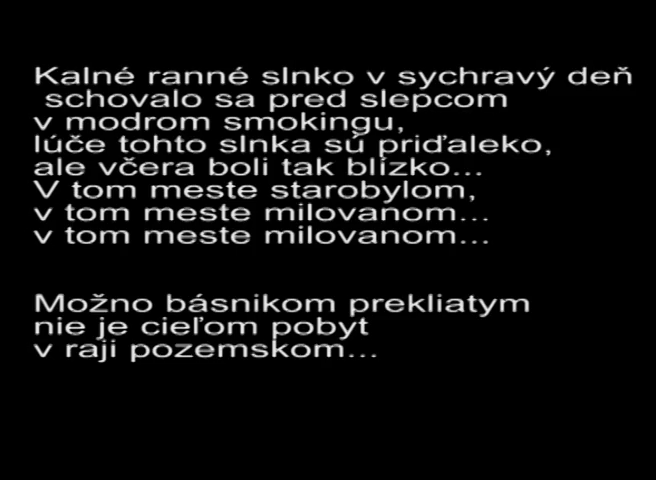 Kalné ranné slnko v sychravý deň
schovalo sa pred slepcom
v modrom smokingu,
lúče tohto slnka sú priďaleko,
ale včera boli tak blízko...
V tom meste starobylom,
v tom meste milovanom...
v tom meste milovanom...
Možno básnikom prekliatym
nie je cieľom pobyt
v raji pozemskom...